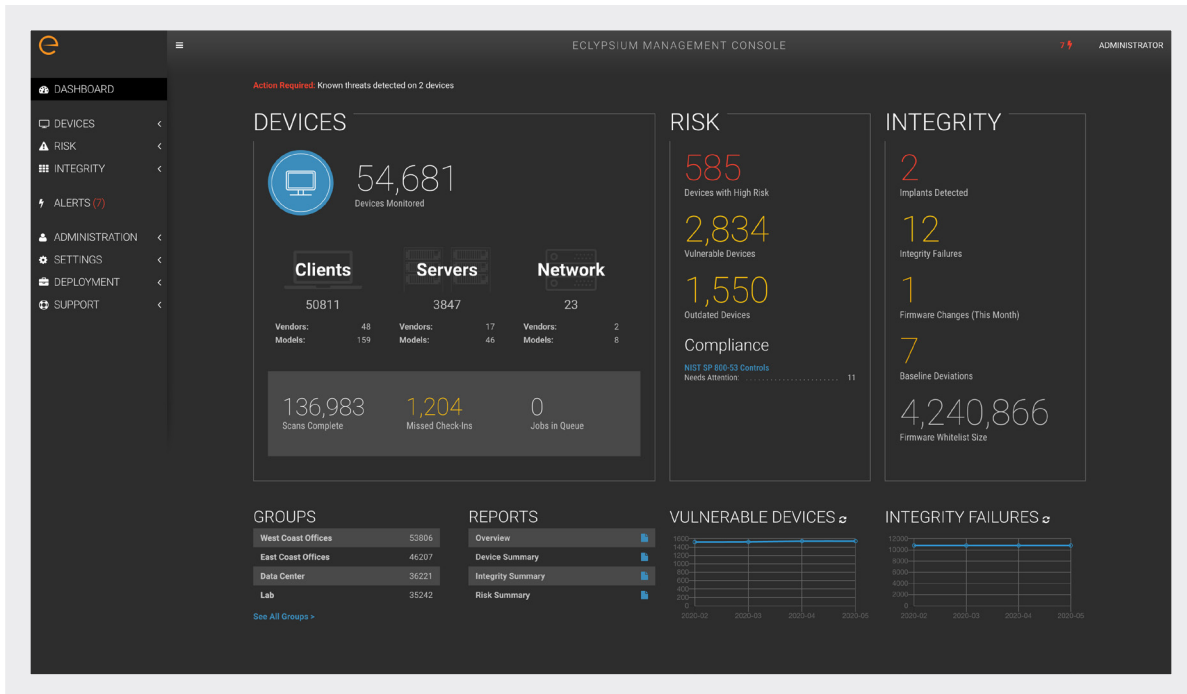 ECLYPSIUM MANAGEMENT CONSOLE
7
ADMINISTRATOR
DASHBOARD
DEVICES
RISK
INTEGRITY
ALERTS (7)
ADMINISTRATION
SETTINGS
DEPLOYMENT
SUPPORT
Action Required: Known threats detected on 2 devices
DEVICES
54,681
Devices Monitored
Clients
50811
Vendors: 48
Models: 159
Servers
3847
Vendors: 17
Models: 46
Network
23
Vendors: 2
Models: 8
136,983
Scans Complete
1,204
Missed Check-Ins
0
Jobs in Queue
RISK
585
Devices with High Risk
2,834
Vulnerable Devices
1,550
Outdated Devices
Compliance
NIST SP 800-53 Controls
Needs Attention: 11
INTEGRITY
2
Implants Detected
12
Integrity Failures
1
Firmware Changes (This Month)
7
Baseline Deviations
4,240,866
Firmware Whitelist Size
GROUPS
West Coast Offices 53806
East Coast Offices 46207
Data Center 36221
Lab 35242
See All Groups >
REPORTS
Overview
Device Summary
Integrity Summary
Risk Summary
VULNERABLE DEVICES
1600
1400
1200
1000
800
600
400
200
0
2020-02 2020-03 2020-04 2020-05
INTEGRITY FAILURES
12000
10000
8000
6000
4000
2000
0
2020-02 2020-03 2020-04 2020-05